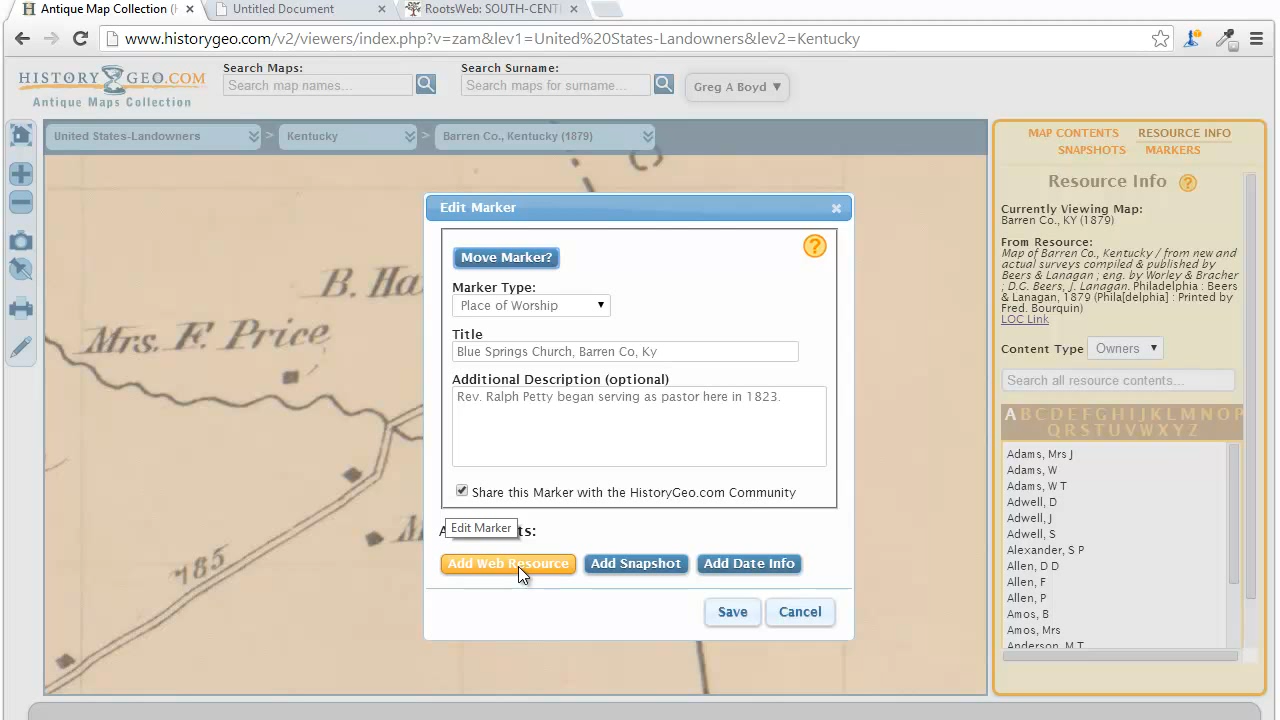 Antique Map Collection (
Untitled Document
RootsWeb: SOUTH-CENT
www.historygeo.com/v2/viewers/index.php?v=zam&lev1=United%20States-Landowners&lev2=Kentucky
HISTORYGEO.COM
Antique Maps Collection
Search Maps:
Search map names...
Search Surname:
Search maps for surname...
Greg A Boyd ▼
United States-Landowners
>
Kentucky
>
Barren Co., Kentucky (1879)
MAP CONTENTS
RESOURCE INFO
SNAPSHOTS
MARKERS
Resource Info
?
Currently Viewing Map:
Barren Co., KY (1879)
From Resource:
Map of Barren Co., Kentucky / from new and
actual surveys compiled & published by
Beers & Lanagan ; eng. by Worley & Bracher
; D.C. Beers, J. Lanagan. Philadelphia : Beers
& Lanagan, 1879 (Phila[delphia] : Printed by
Fred. Bourquin)
LOC Link
Content Type
Owners
Search all resource contents...
A B C D E F G H I J K L M N O P
Q R S T U V W X Y Z
Adams, Mrs J
Adams, W
Adams, W T
Adwell, D
Adwell, J
Adwell, S
Alexander, S P
Allen, D D
Allen, F
Allen, P
Amos, B
Amos, Mrs
Anderson, M T
B. Ha
Mrs. F. Price
M
785
Edit Marker
?
Move Marker?
Marker Type:
Place of Worship
Title
Blue Springs Church, Barren Co, Ky
Additional Description (optional)
Rev. Ralph Petty began serving as pastor here in 1823.
Share this Marker with the HistoryGeo.com Community
Edit Marker
ts:
Add Web Resource
Add Snapshot
Add Date Info
Save
Cancel